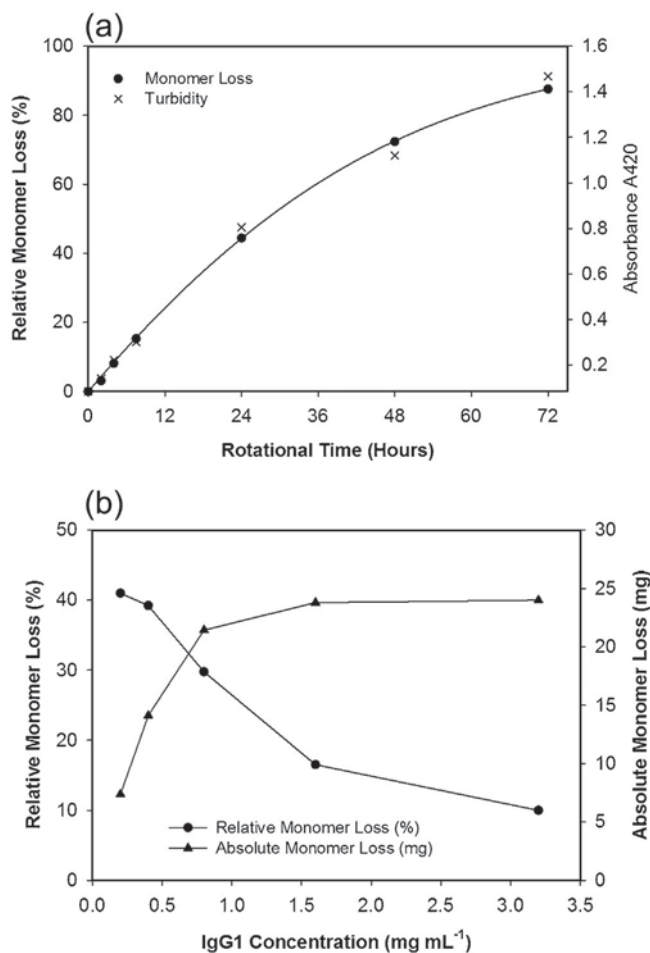 (a)
100
80
60
40
20
0
Relative Monomer Loss (%)
Monomer Loss
Turbidity
1.6
1.4
1.2
1.0
0.8
0.6
0.4
0.2
Absorbance A420
0 12 24 36 48 60 72
Rotational Time (Hours)
(b)
50
40
30
20
10
0
Relative Monomer Loss (%)
Relative Monomer Loss (%)
Absolute Monomer Loss (mg)
30
25
20
15
10
5
0
Absolute Monomer Loss (mg)
0.0 0.5 1.0 1.5 2.0 2.5 3.0 3.5
IgG1 Concentration (mg mL⁻¹)